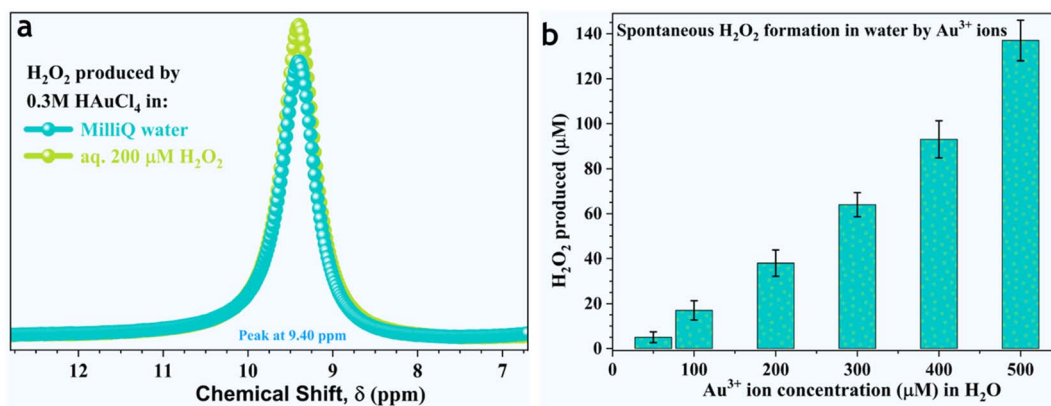 a
H₂O₂ produced by
0.3M HAuCl₄ in:
MilliQ water
aq. 200 μM H₂O₂
Peak at 9.40 ppm
12 11 10 9 8 7
Chemical Shift, δ (ppm)
b
Spontaneous H₂O₂ formation in water by Au³⁺ ions
H₂O₂ produced (μM)
140
120
100
80
60
40
20
0
0 100 200 300 400 500
Au³⁺ ion concentration (μM) in H₂O